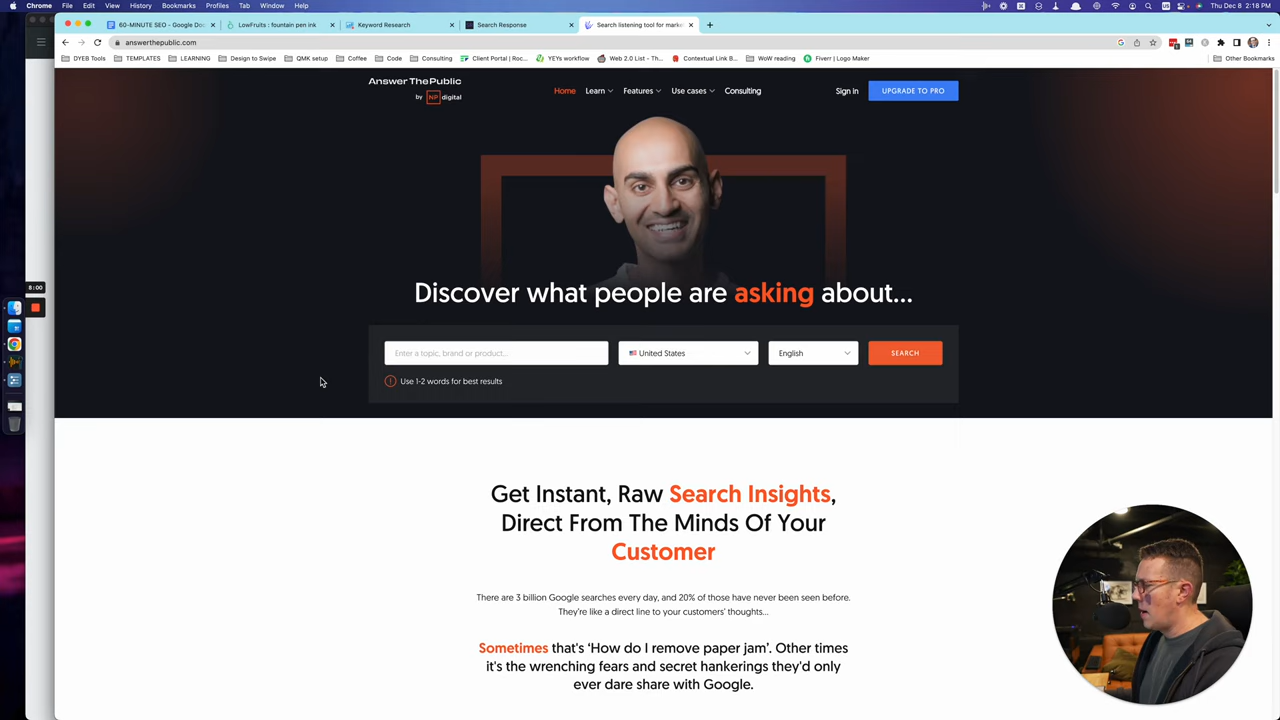 Chrome File Edit View History Bookmarks Profiles Tab Window Help Thu Dec 8 2:18 PM
60-MINUTE SEO - Google Doc
LowFruits : fountain pen ink
Keyword Research
Search Response
Search listening tool for marke
answerthepublic.com
DYEB Tools TEMPLATES LEARNING Design to Swipe QMK setup Coffee Code Consulting Client Portal | Roc... YEYs workflow Web 2.0 List - Th... Contextual Link B... WoW reading Fiverr | Logo Maker Other Bookmarks
AnswerThePublic
by NP digital
Home Learn Features Use cases Consulting Sign in UPGRADE TO PRO
8:00
Discover what people are asking about...
Enter a topic, brand or product... United States English SEARCH
Use 1-2 words for best results
Get Instant, Raw Search Insights,
Direct From The Minds Of Your
Customer
There are 3 billion Google searches every day, and 20% of those have never been seen before.
They're like a direct line to your customers' thoughts...
Sometimes that's 'How do I remove paper jam'. Other times
it's the wrenching fears and secret hankerings they'd only
ever dare share with Google.